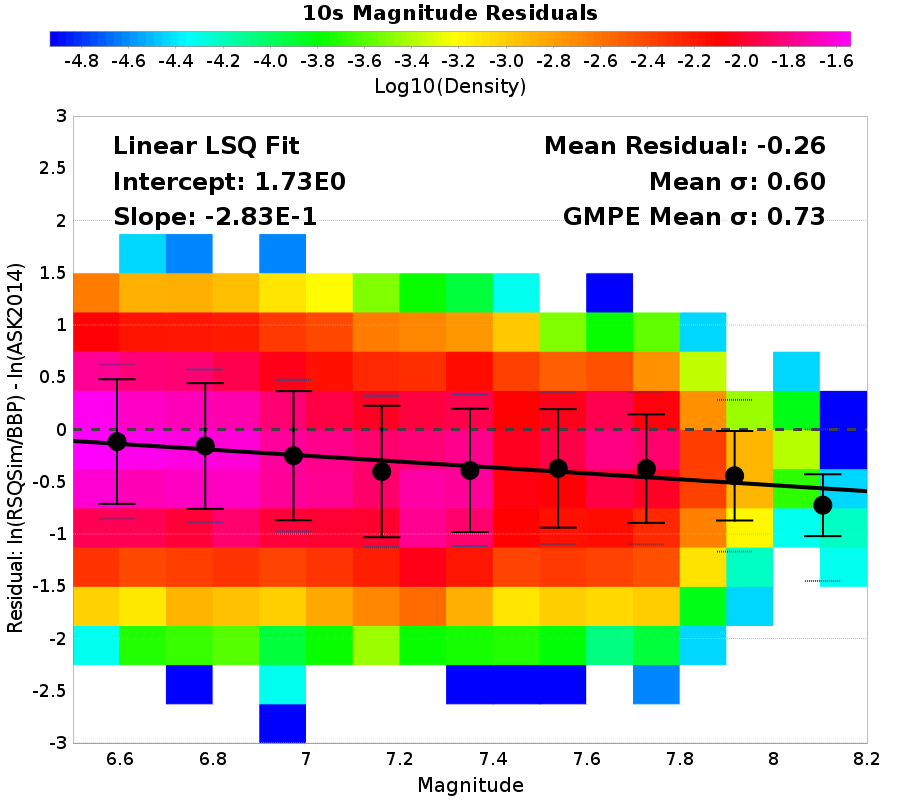 10s Magnitude Residuals
-4.8 -4.6 -4.4 -4.2 -4.0 -3.8 -3.6 -3.4 -3.2 -3.0 -2.8 -2.6 -2.4 -2.2 -2.0 -1.8 -1.6
Log10(Density)
Linear LSQ Fit
Intercept: 1.73E0
Slope: -2.83E-1
Mean Residual: -0.26
Mean σ: 0.60
GMPE Mean σ: 0.73
Residual: ln(RSQSim/BBP) - ln(ASK2014)
3
2.5
2
1.5
1
0.5
0
-0.5
-1
-1.5
-2
-2.5
-3
6.6 6.8 7 7.2 7.4 7.6 7.8 8 8.2
Magnitude